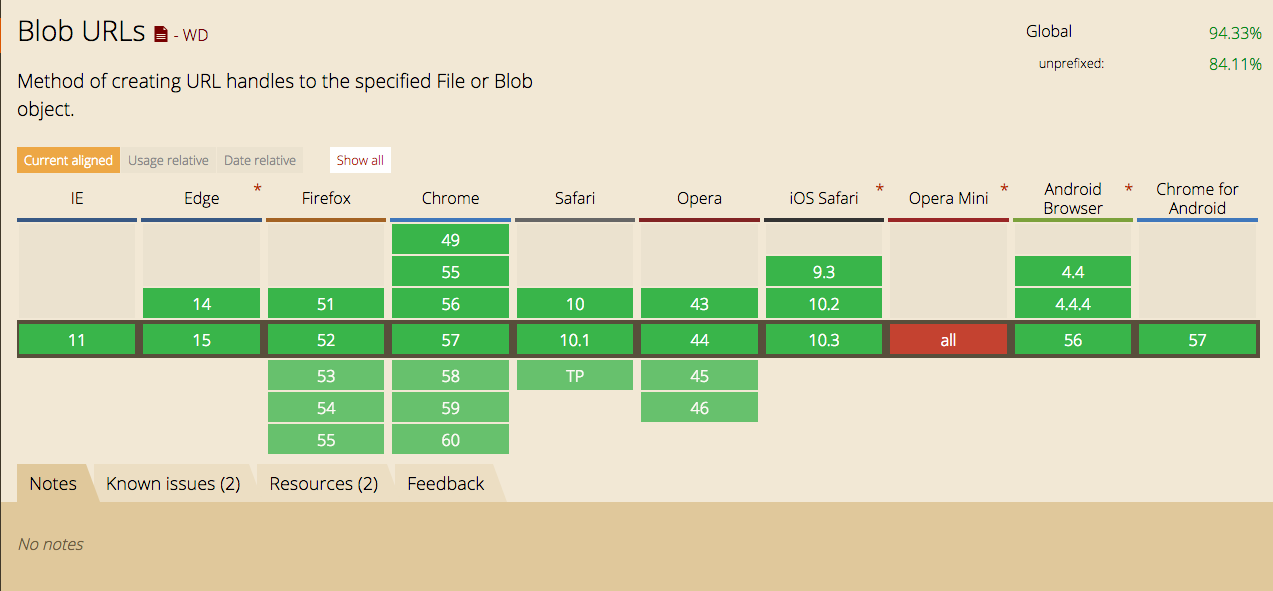 Blob URLs - WD
Global 94.33%
unprefixed: 84.11%
Method of creating URL handles to the specified File or Blob
object.
Current aligned Usage relative Date relative Show all
IE Edge * Firefox Chrome Safari Opera iOS Safari * Opera Mini * Android Browser * Chrome for Android
49
55 9.3 4.4
14 51 56 10 43 10.2 4.4.4
11 15 52 57 10.1 44 10.3 all 56 57
53 58 TP 45
54 59 46
55 60
Notes Known issues (2) Resources (2) Feedback
No notes